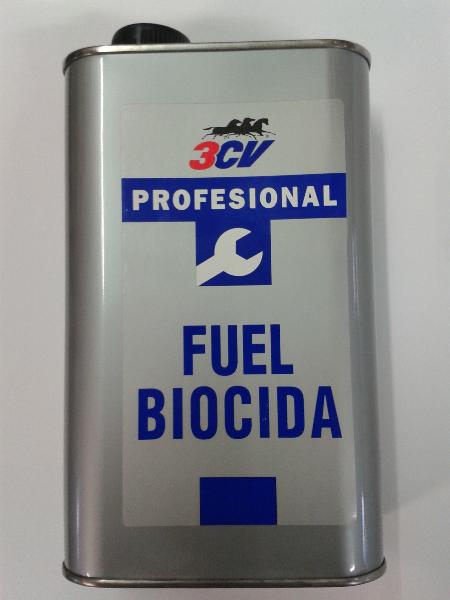 3CV
PROFESIONAL
FUEL
BIOCIDA